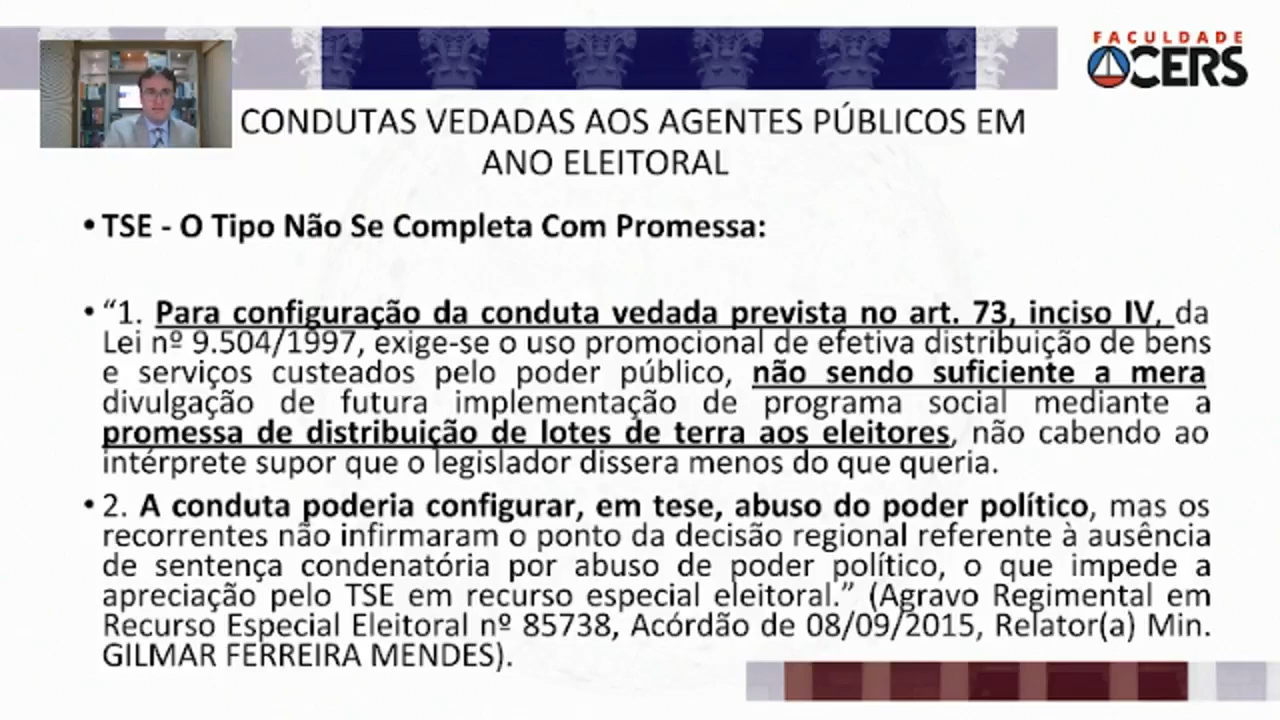 FACULDADE
CERS
CONDUTAS VEDADAS AOS AGENTES PÚBLICOS EM
ANO ELEITORAL
• TSE - O Tipo Não Se Completa Com Promessa:
• “1. Para configuração da conduta vedada prevista no art. 73, inciso IV, da
Lei nº 9.504/1997, exige-se o uso promocional de efetiva distribuição de bens
e serviços custeados pelo poder público, não sendo suficiente a mera
divulgação de futura implementação de programa social mediante a
promessa de distribuição de lotes de terra aos eleitores, não cabendo ao
intérprete supor que o legislador dissera menos do que queria.
• 2. A conduta poderia configurar, em tese, abuso do poder político, mas os
recorrentes não infirmaram o ponto da decisão regional referente à ausência
de sentença condenatória por abuso de poder político, o que impede a
apreciação pelo TSE em recurso especial eleitoral.” (Agravo Regimental em
Recurso Especial Eleitoral nº 85738, Acórdão de 08/09/2015, Relator(a) Min.
GILMAR FERREIRA MENDES).